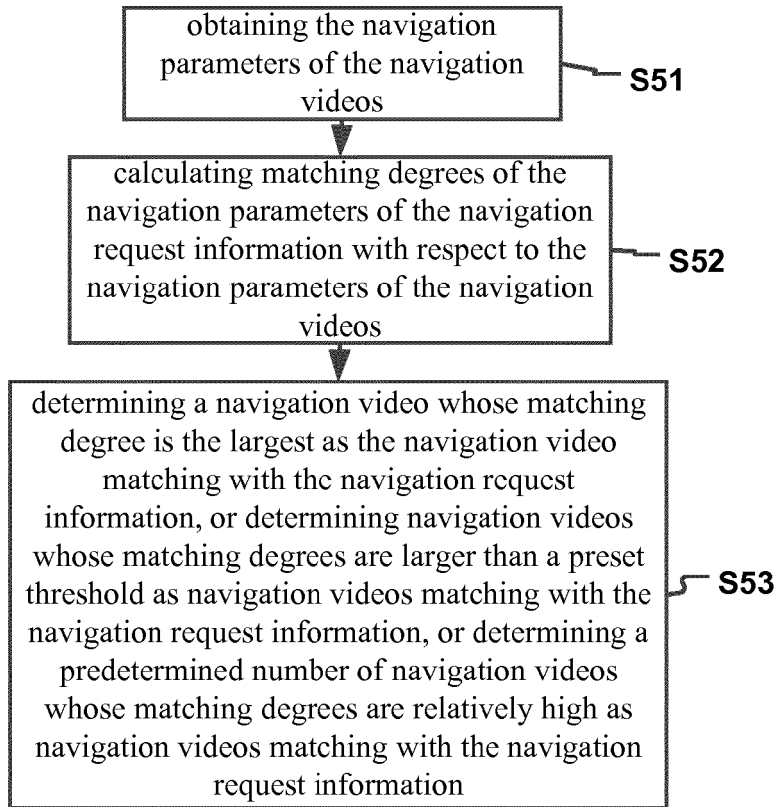 obtaining the navigation
parameters of the navigation
videos
S51
calculating matching degrees of the
navigation parameters of the navigation
request information with respect to the
navigation parameters of the navigation
videos
S52
determining a navigation video whose matching
degree is the largest as the navigation video
matching with the navigation request
information, or determining navigation videos
whose matching degrees are larger than a preset
threshold as navigation videos matching with the
navigation request information, or determining a
predetermined number of navigation videos
whose matching degrees are relatively high as
navigation videos matching with the navigation
request information
S53